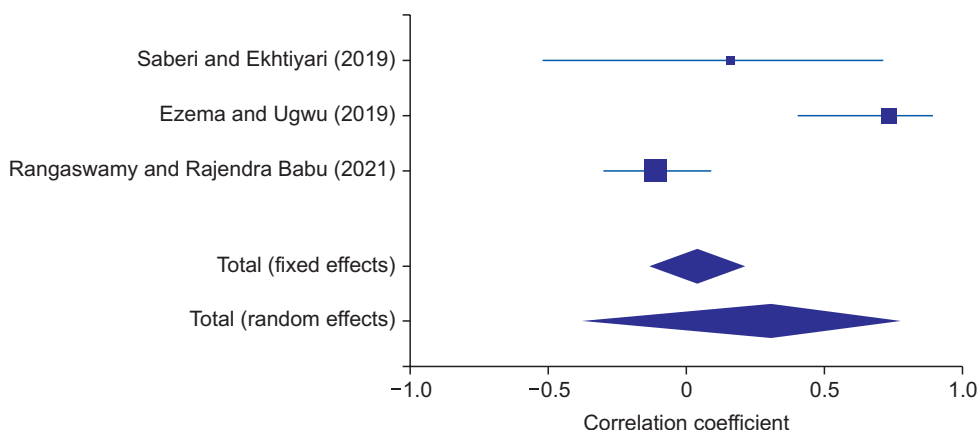 Saberi and Ekhtiyari (2019)
Ezema and Ugwu (2019)
Rangaswamy and Rajendra Babu (2021)
Total (fixed effects)
Total (random effects)
−1.0 −0.5 0 0.5 1.0
Correlation coefficient